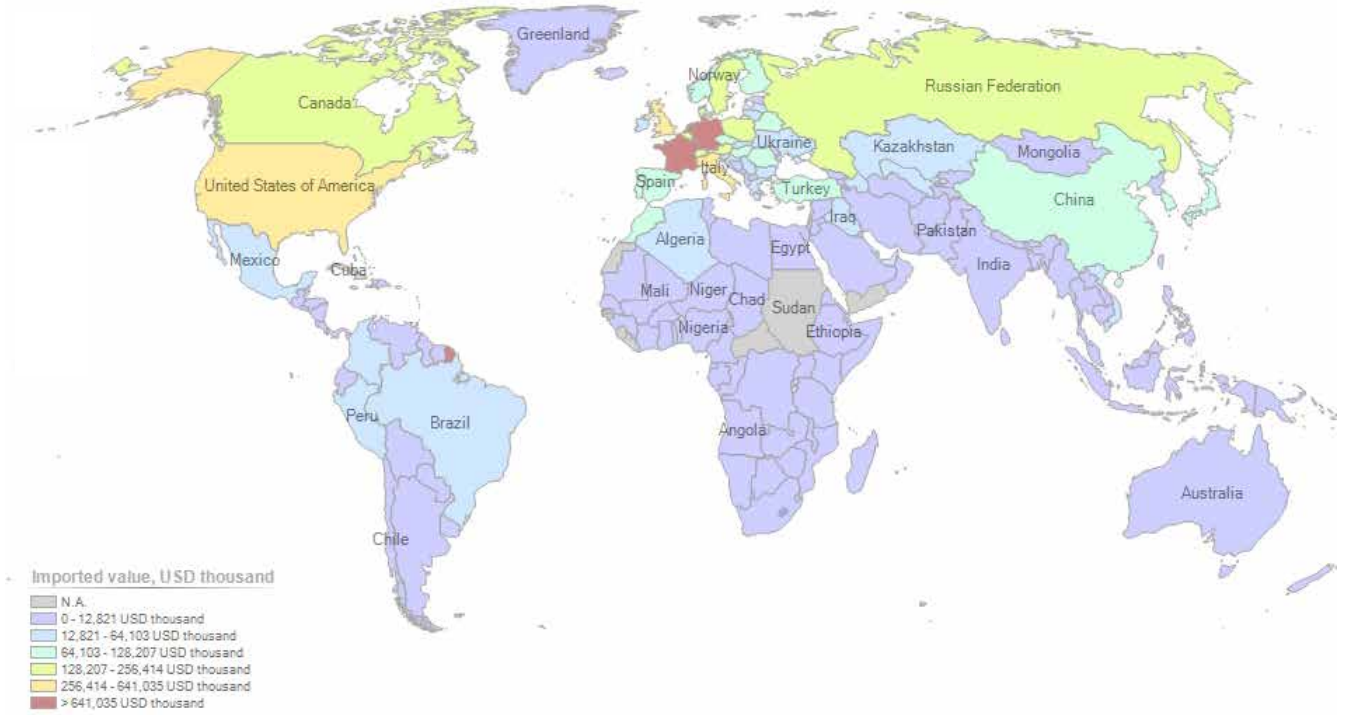 Greenland
Norway
Canada
Russian Federation
Ukraine
Kazakhstan
Mongolia
Italy
United States of America
Spain
Turkey
China
Iraq
Algeria
Pakistan
Mexico
Egypt
India
Cuba
Mali
Niger
Chad
Sudan
Nigeria
Ethiopia
Peru
Brazil
Angola
Australia
Chile
Imported value, USD thousand
N.A.
0 - 12,821 USD thousand
12,821 - 64,103 USD thousand
64,103 - 128,207 USD thousand
128,207 - 256,414 USD thousand
256,414 - 641,035 USD thousand
> 641,035 USD thousand